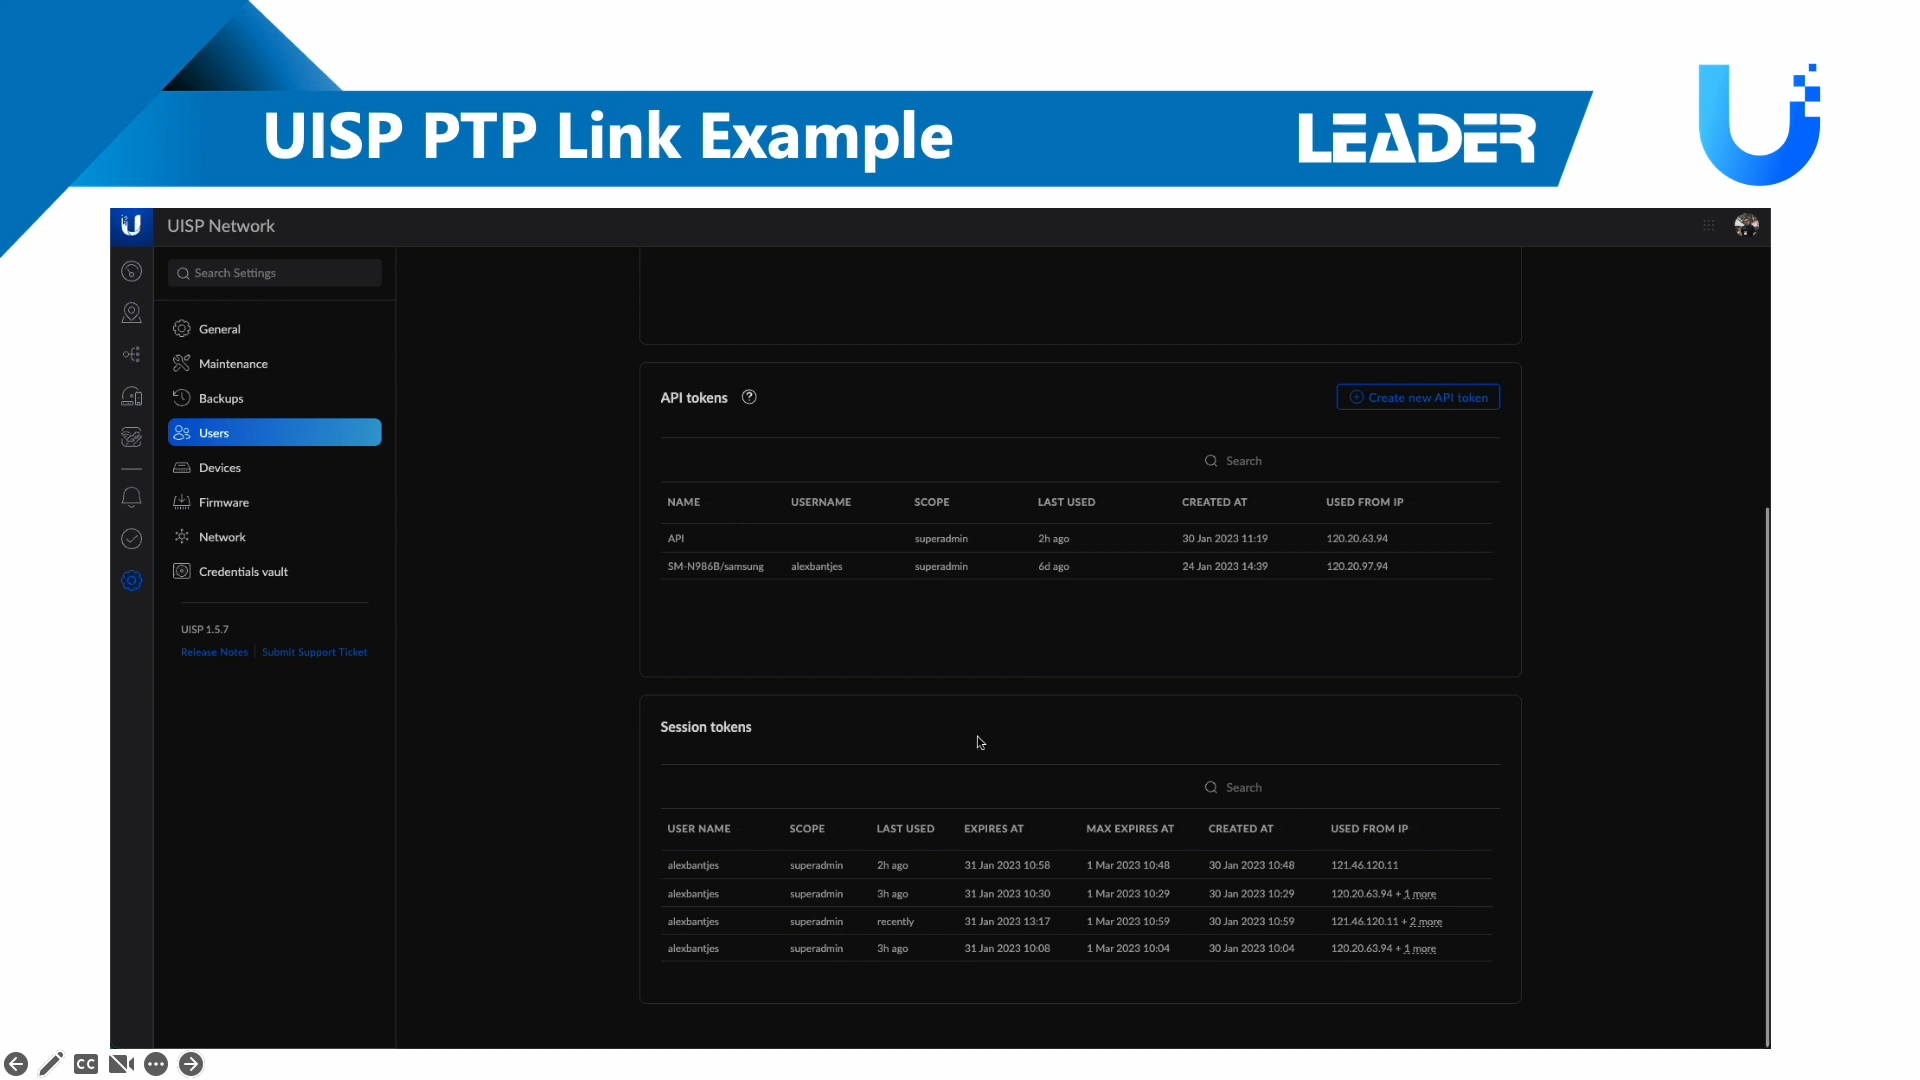 UISP PTP Link Example
LEADER
UISP Network
Search Settings
General
Maintenance
Backups
Users
Devices
Firmware
Network
Credentials vault
UISP 1.5.7
Release Notes | Submit Support Ticket
API tokens ?
Create new API token
Search
NAME USERNAME SCOPE LAST USED CREATED AT USED FROM IP
API superadmin 2h ago 30 Jan 2023 11:19 120.20.63.94
SM-N986B/samsung alexbantjes superadmin 6d ago 24 Jan 2023 14:39 120.20.97.94
Session tokens
Search
USER NAME SCOPE LAST USED EXPIRES AT MAX EXPIRES AT CREATED AT USED FROM IP
alexbantjes superadmin 2h ago 31 Jan 2023 10:58 1 Mar 2023 10:48 30 Jan 2023 10:48 121.46.120.11
alexbantjes superadmin 3h ago 31 Jan 2023 10:30 1 Mar 2023 10:29 30 Jan 2023 10:29 120.20.63.94 + 1 more
alexbantjes superadmin recently 31 Jan 2023 13:17 1 Mar 2023 10:59 30 Jan 2023 10:59 121.46.120.11 + 2 more
alexbantjes superadmin 3h ago 31 Jan 2023 10:08 1 Mar 2023 10:04 30 Jan 2023 10:04 120.20.63.94 + 1 more
CC